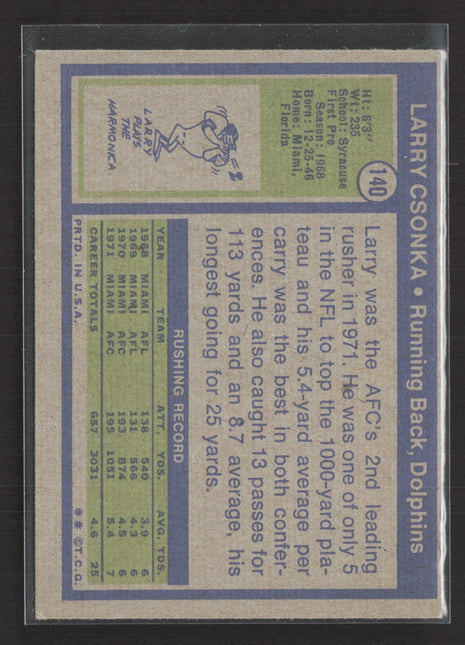 LARRY CSONKA • Running Back, Dolphins
140
Ht: 6'3"
Wt: 235
School: Syracuse
First Pro
Season: 1968
Born: 12-25-46
Home: Miami,
Florida
LARRY
PLAYS
THE
HARMONICA
Larry was the AFC's 2nd leading
rusher in 1971. He was one of only 5
in the NFL to top the 1000-yard pla-
teau and his 5.4-yard average per
carry was the best in both confer-
ences. He also caught 13 passes for
113 yards and an 8.7 average, his
longest going for 25 yards.
RUSHING RECORD
YEAR TEAM ATT. YDS. AVG. TDS.
1968 MIAMI AFL 138 540 3.9 6
1969 MIAMI AFL 131 566 4.3 6
1970 MIAMI AFC 193 874 4.5 6
1971 MIAMI AFC 195 1051 5.4 7
CAREER TOTALS 657 3031 4.6 25
PRTD. IN U.S.A. ** © T.C.G.